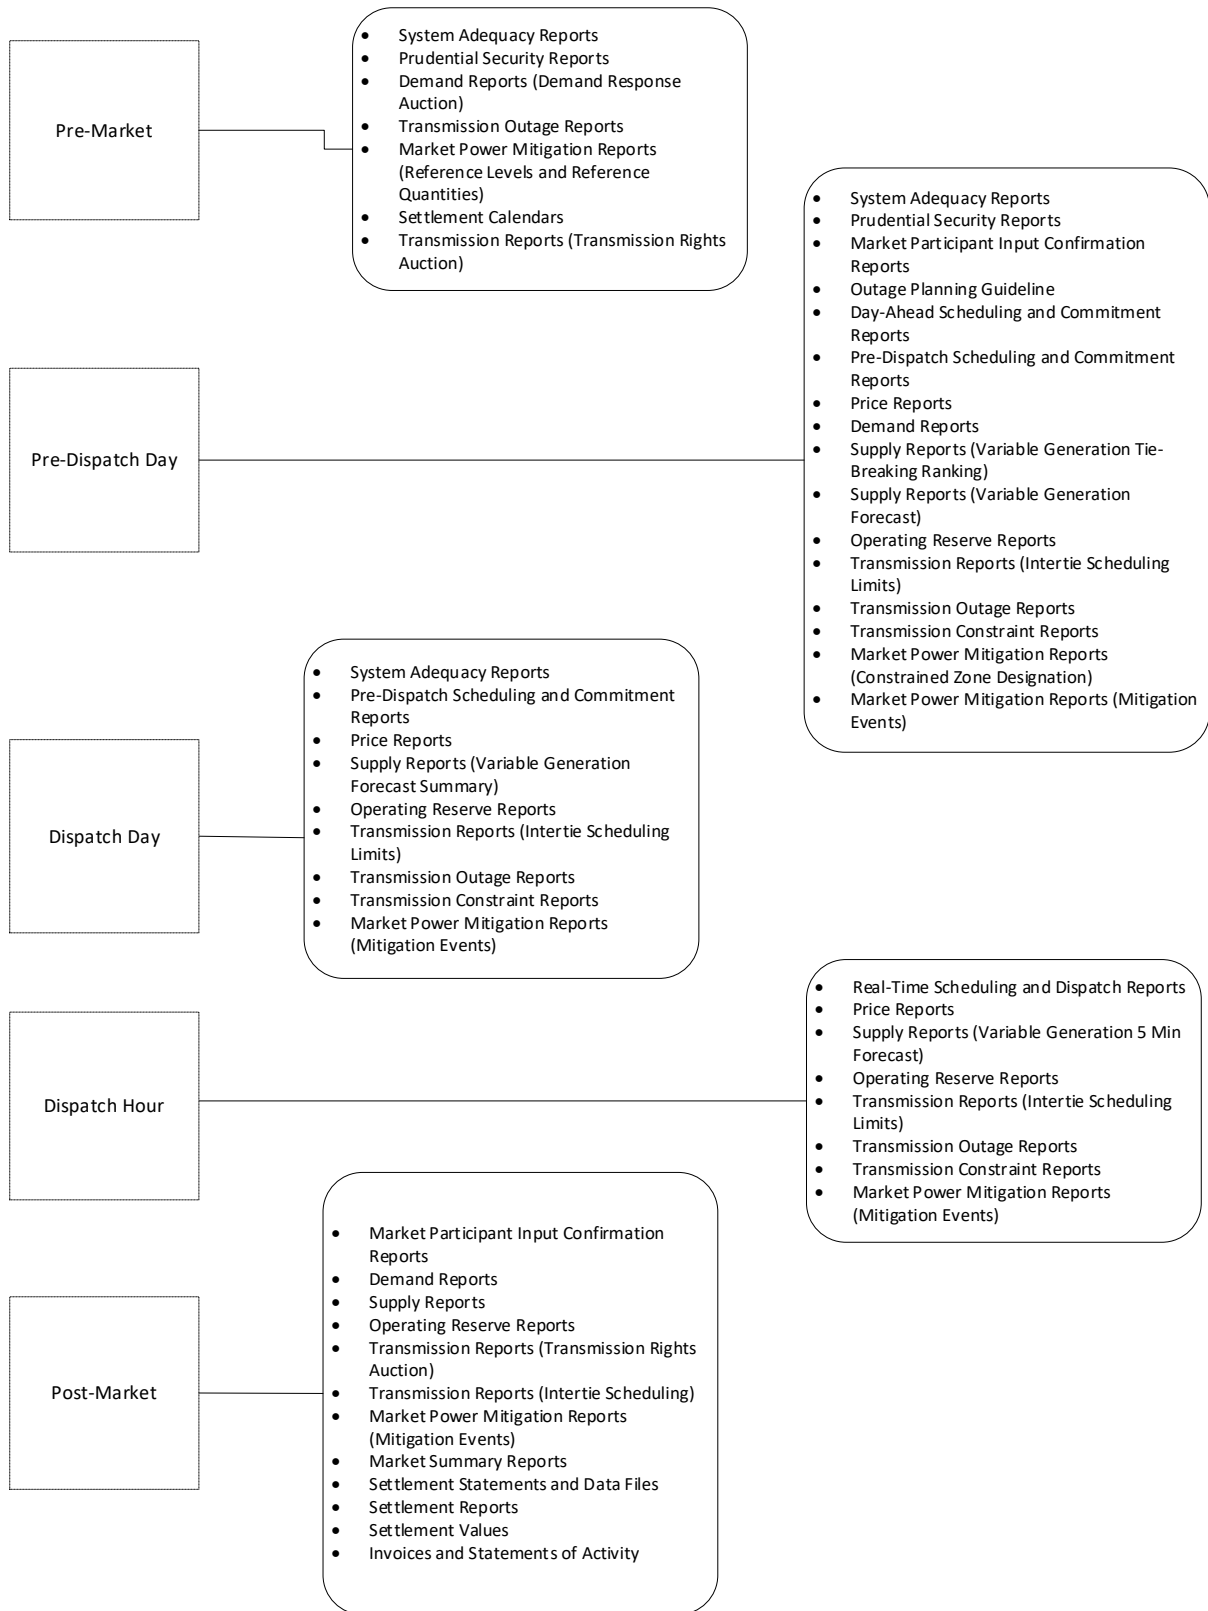 Pre-Market
• System Adequacy Reports
• Prudential Security Reports
• Demand Reports (Demand Response
Auction)
• Transmission Outage Reports
• Market Power Mitigation Reports
(Reference Levels and Reference
Quantities)
• Settlement Calendars
• Transmission Reports (Transmission Rights
Auction)
Pre-Dispatch Day
• System Adequacy Reports
• Prudential Security Reports
• Market Participant Input Confirmation
Reports
• Outage Planning Guideline
• Day-Ahead Scheduling and Commitment
Reports
• Pre-Dispatch Scheduling and Commitment
Reports
• Price Reports
• Demand Reports
• Supply Reports (Variable Generation Tie-
Breaking Ranking)
• Supply Reports (Variable Generation
Forecast)
• Operating Reserve Reports
• Transmission Reports (Intertie Scheduling
Limits)
• Transmission Outage Reports
• Transmission Constraint Reports
• Market Power Mitigation Reports
(Constrained Zone Designation)
• Market Power Mitigation Reports (Mitigation
Events)
Dispatch Day
• System Adequacy Reports
• Pre-Dispatch Scheduling and Commitment
Reports
• Price Reports
• Supply Reports (Variable Generation
Forecast Summary)
• Operating Reserve Reports
• Transmission Reports (Intertie Scheduling
Limits)
• Transmission Outage Reports
• Transmission Constraint Reports
• Market Power Mitigation Reports
(Mitigation Events)
Dispatch Hour
• Real-Time Scheduling and Dispatch Reports
• Price Reports
• Supply Reports (Variable Generation 5 Min
Forecast)
• Operating Reserve Reports
• Transmission Reports (Intertie Scheduling
Limits)
• Transmission Outage Reports
• Transmission Constraint Reports
• Market Power Mitigation Reports
(Mitigation Events)
Post-Market
• Market Participant Input Confirmation
Reports
• Demand Reports
• Supply Reports
• Operating Reserve Reports
• Transmission Reports (Transmission Rights
Auction)
• Transmission Reports (Intertie Scheduling)
• Market Power Mitigation Reports
(Mitigation Events)
• Market Summary Reports
• Settlement Statements and Data Files
• Settlement Reports
• Settlement Values
• Invoices and Statements of Activity